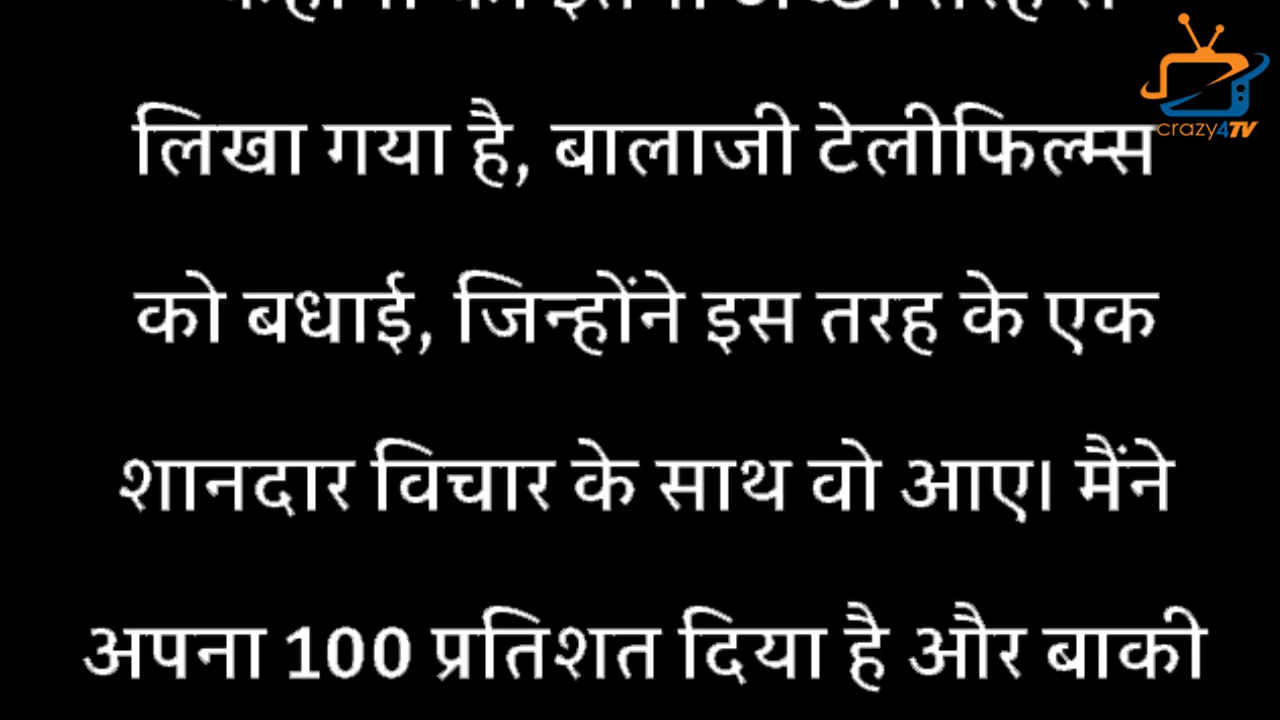 crazy4TV
लिखा गया है, बालाजी टेलीफिल्म्स
को बधाई, जिन्होंने इस तरह के एक
शानदार विचार के साथ वो आए। मैंने
अपना 100 प्रतिशत दिया है और बाकी